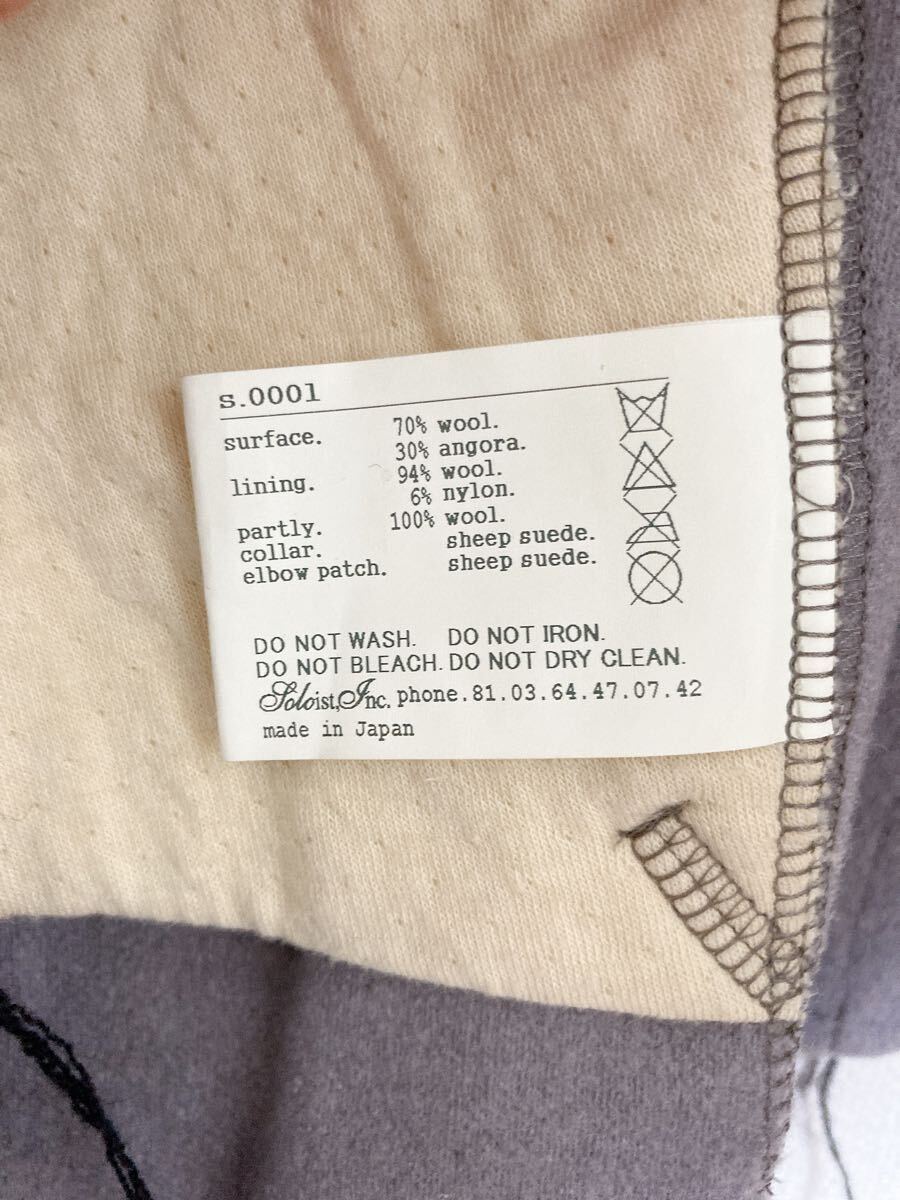 s.0001
surface. 70% wool.
30% angora.
lining. 94% wool.
6% nylon.
partly. 100% wool.
collar. sheep suede.
elbow patch. sheep suede.
DO NOT WASH. DO NOT IRON.
DO NOT BLEACH. DO NOT DRY CLEAN.
Soloist, Inc. phone.81.03.64.47.07.42
made in Japan